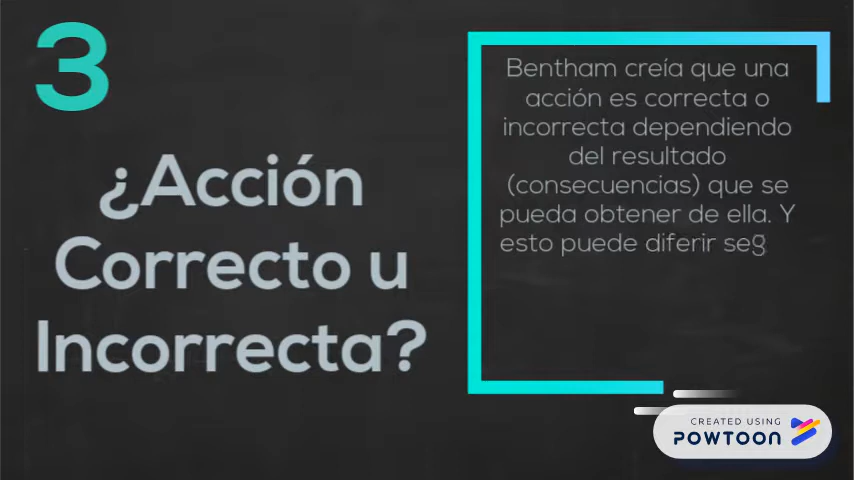 3
¿Acción
Correcto u
Incorrecta?
Bentham creía que una
acción es correcta o
incorrecta dependiendo
del resultado
(consecuencias) que se
pueda obtener de ella. Y
esto puede diferir seg
CREATED USING
POWTOON